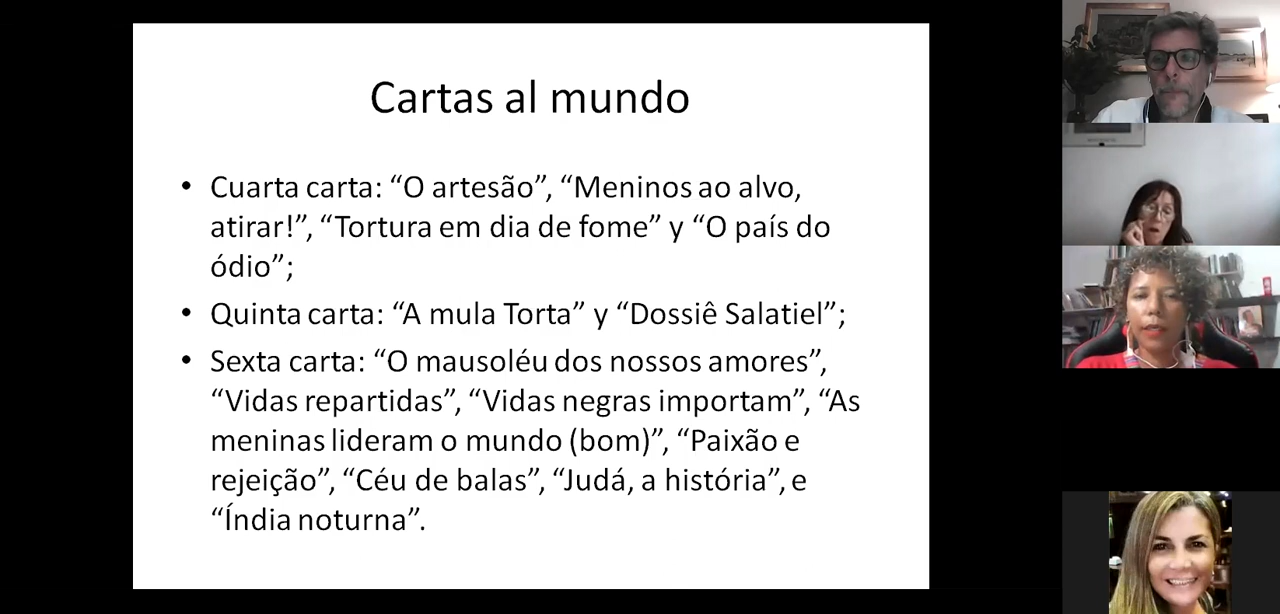 Cartas al mundo
• Cuarta carta: “O artesão”, “Meninos ao alvo,
atirar!”, “Tortura em dia de fome” y “O país do
ódio”;
• Quinta carta: “A mula Torta” y “Dossiê Salatiel”;
• Sexta carta: “O mausoléu dos nossos amores”,
“Vidas repartidas”, “Vidas negras importam”, “As
meninas lideram o mundo (bom)”, “Paixão e
rejeição”, “Céu de balas”, “Judá, a história”, e
“Índia noturna”.